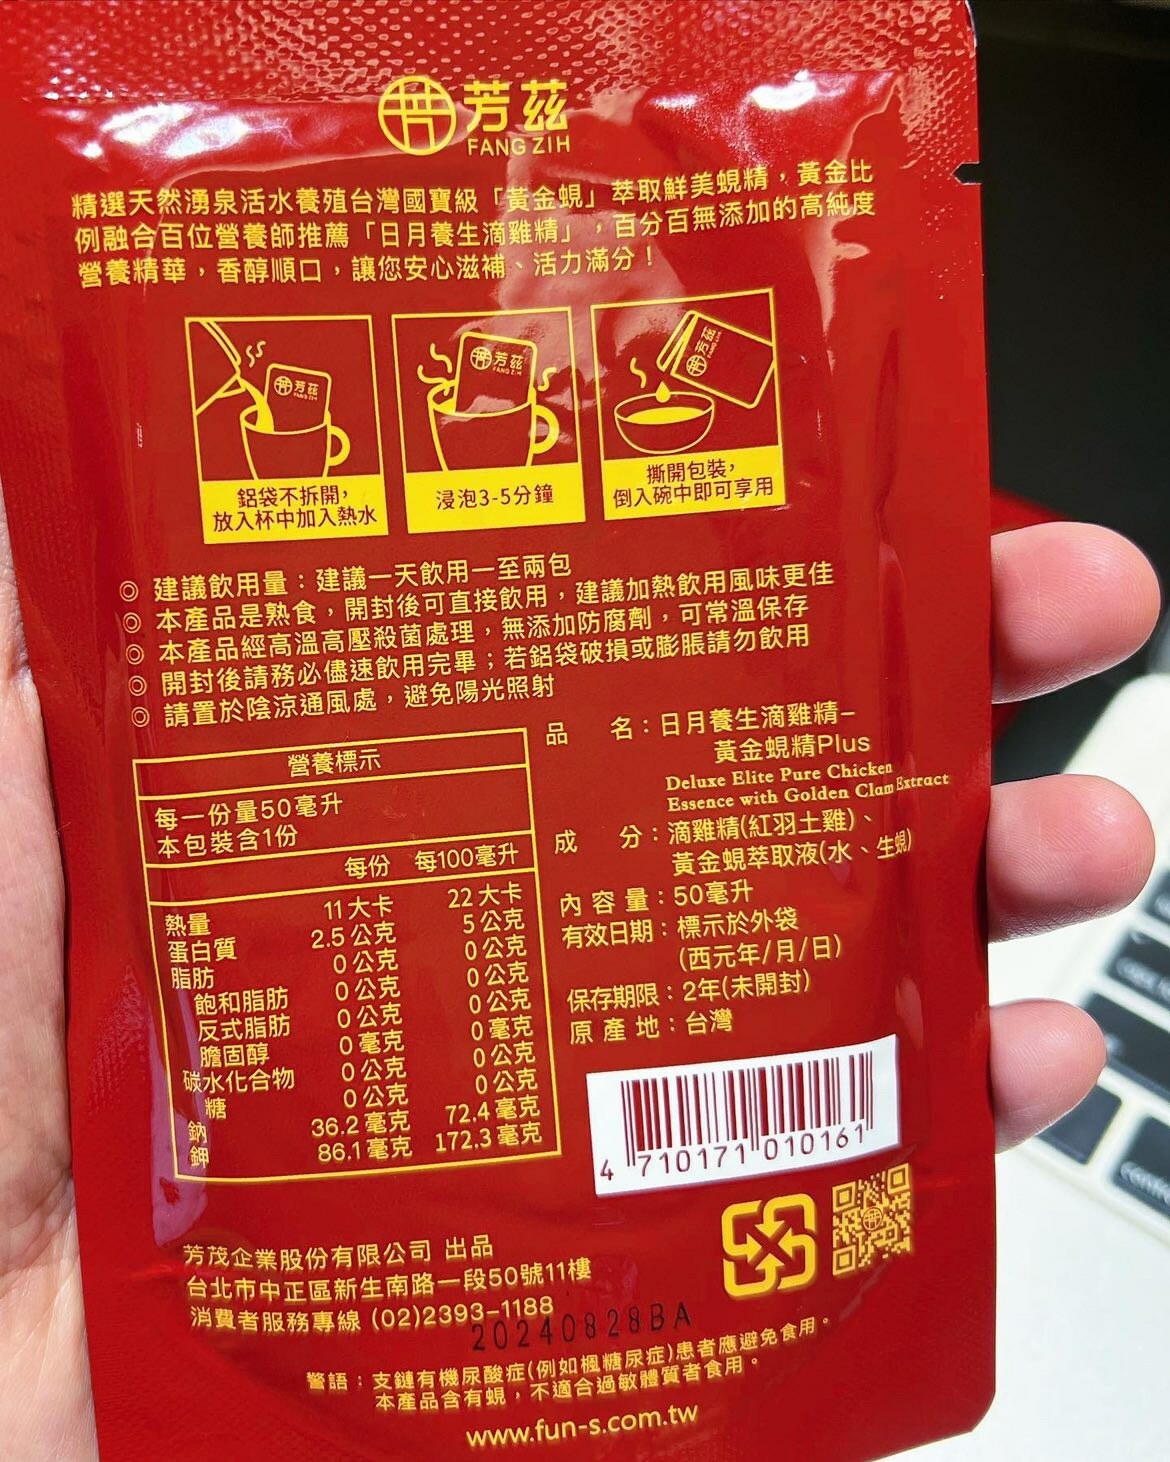 芳茲
FANG ZIH
精選天然湧泉活水養殖台灣國寶級「黃金蜆」萃取鮮美蜆精，黃金比
例融合百位營養師推薦「日月養生滴雞精」，百分百無添加的高純度
營養精華，香醇順口，讓您安心滋補、活力滿分！
芳茲
FANG ZIH
芳茲
FANG ZIH
芳茲
FANG ZIH
鋁袋不拆開，
放入杯中加入熱水
浸泡3-5分鐘
撕開包裝，
倒入碗中即可享用
◎ 建議飲用量：建議一天飲用一至兩包
◎ 本產品是熟食，開封後可直接飲用，建議加熱飲用風味更佳
◎ 本產品經高溫高壓殺菌處理，無添加防腐劑，可常溫保存
◎ 開封後請務必儘速飲用完畢；若鋁袋破損或膨脹請勿飲用
◎ 請置於陰涼通風處，避免陽光照射
營養標示
每一份量50毫升
本包裝含1份
每份 每100毫升
熱量 11大卡 22大卡
蛋白質 2.5公克 5公克
脂肪 0公克 0公克
飽和脂肪 0公克 0公克
反式脂肪 0公克 0公克
膽固醇 0毫克 0毫克
碳水化合物 0公克 0公克
糖 0公克 0公克
鈉 36.2毫克 72.4毫克
鉀 86.1毫克 172.3毫克
品名：日月養生滴雞精–
黃金蜆精Plus
Deluxe Elite Pure Chicken
Essence with Golden Clam Extract
成分：滴雞精(紅羽土雞)、
黃金蜆萃取液(水、生蜆)
內容量：50毫升
有效日期：標示於外袋
(西元年/月/日)
保存期限：2年(未開封)
原產地：台灣
4 710171 010161
芳茂企業股份有限公司 出品
台北市中正區新生南路一段50號11樓
消費者服務專線 (02)2393-1188
20240828BA
警語：支鏈有機尿酸症(例如楓糖尿症)患者應避免食用。
本產品含有蜆，不適合過敏體質者食用。
www.fun-s.com.tw